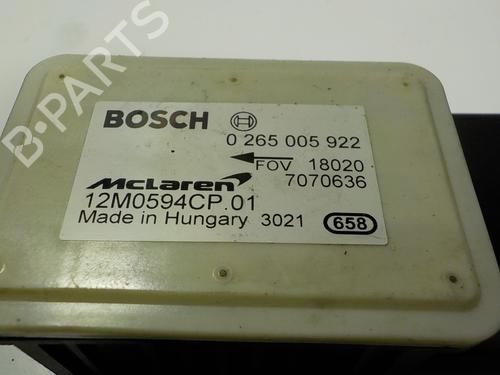 BOSCH
0 265 005 922
FOV 18020
McLaren 7070636
12M0594CP.01
Made in Hungary 3021 658
B-PARTS